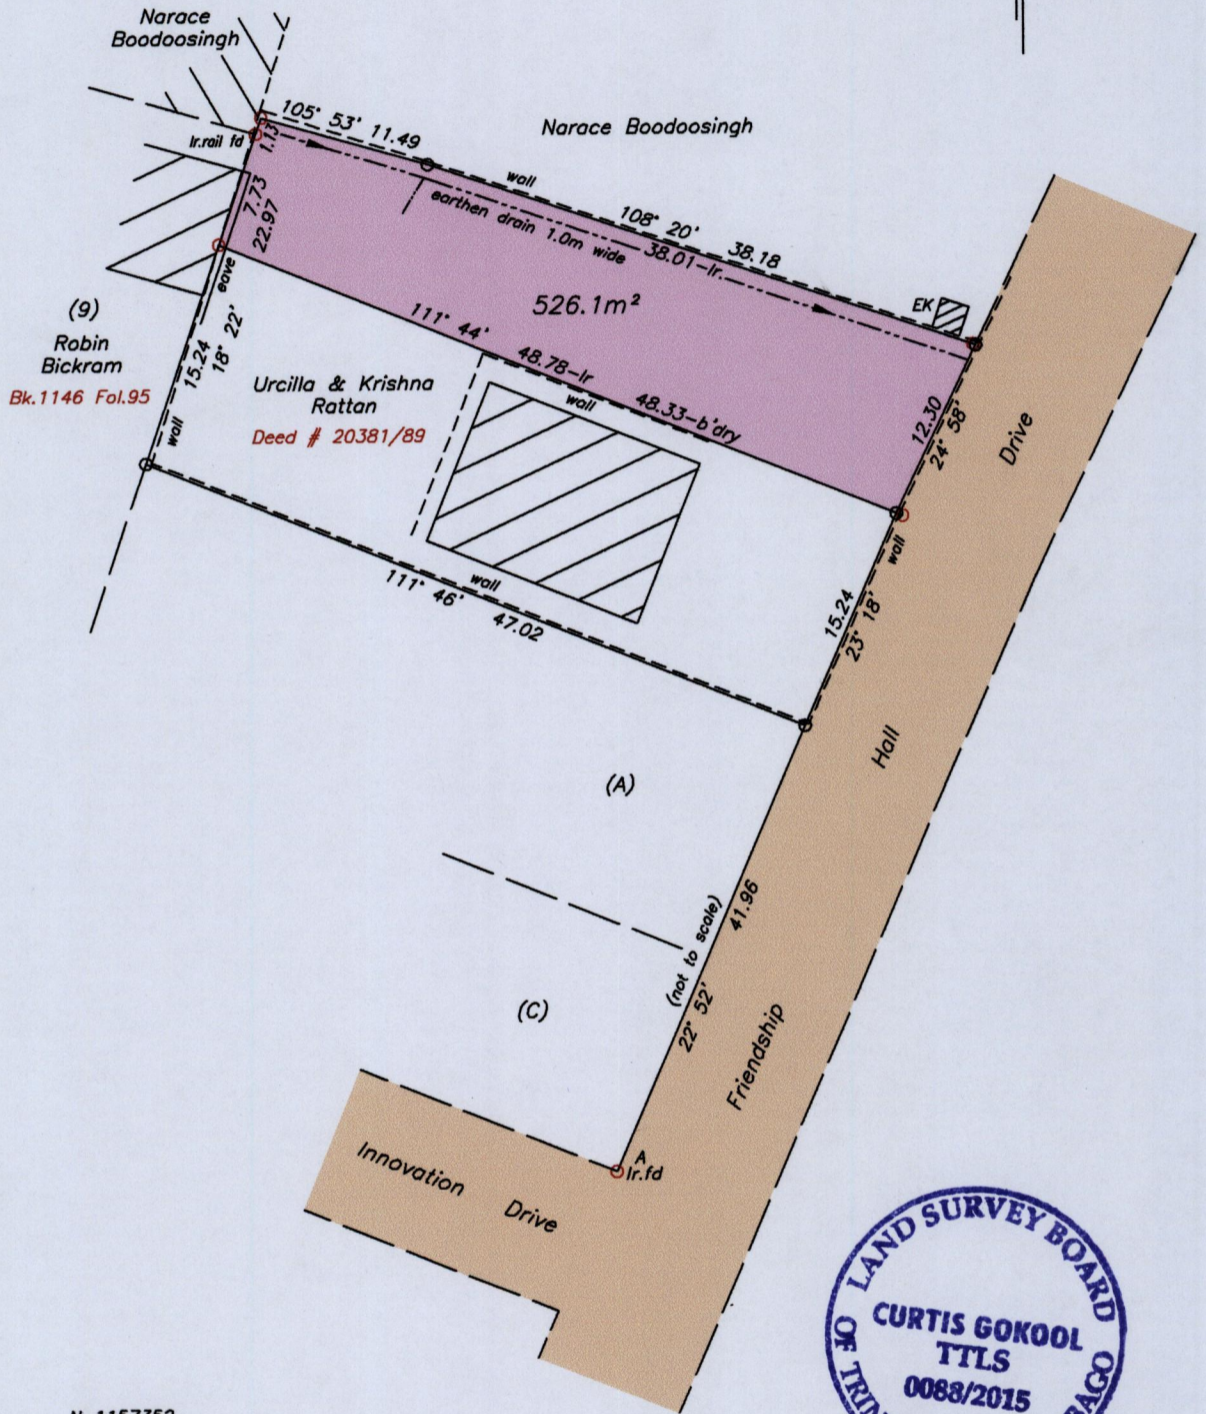 Narace
Boodoosingh
105° 53' 11.49
Narace Boodoosingh
Ir.rail fd
1.13
wall
earthen drain 1.0m wide
108° 20' 38.18
38.01-Ir.
7.73
22.97
EK
526.1m²
eave
(9)
Robin
Bickram
Bk.1146 Fol.95
15.24
18° 22'
wall
111° 44'
48.78-Ir
wall
48.33-b'dry
12.30
24° 58'
Urcilla & Krishna
Rattan
Deed # 20381/89
wall
15.24
23° 18'
wall
111° 46' 47.02
(A)
(not to scale)
22° 52' 41.96
(C)
Friendship Hall Drive
A
Ir.fd
Innovation Drive
LAND SURVEY BOARD
CURTIS GOKOOL
TTLS
0088/2015
OF